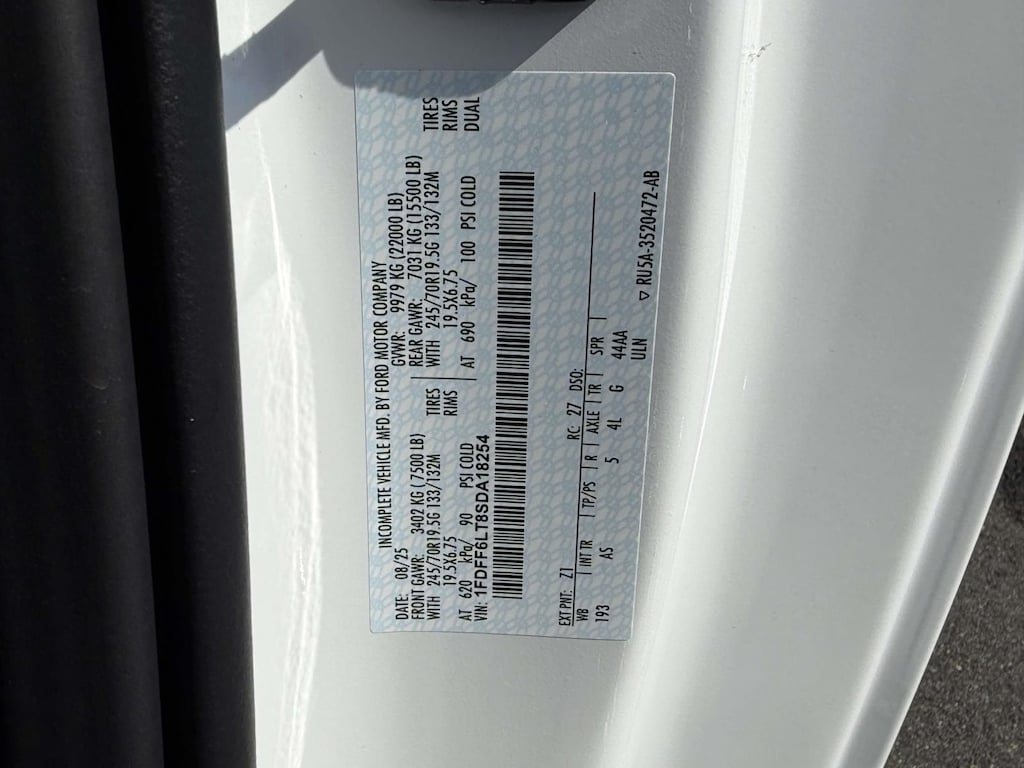 INCOMPLETE VEHICLE MFD. BY FORD MOTOR COMPANY
DATE: 08/25 GVWR: 9979 KG (22000 LB)
FRONT GAWR: 3402 KG ( 7500 LB) REAR GAWR: 7031 KG (15500 LB)
WITH 245/70R19.5G 133/132M TIRES WITH 245/70R19.5G 133/132M TIRES
19.5X6.75 RIMS 19.5X6.75 RIMS
AT 620 kPa/ 90 PSI COLD AT 690 kPa/ 100 PSI COLD DUAL
VIN: 1FDFF6LT8SDA18254
EXT PNT: Z1 RC: 27 DSO:
WB INT TR TP/PS R AXLE TR SPR
193 AS 5 4L G 44AA
ULN
▽ RU5A-3520472-AB